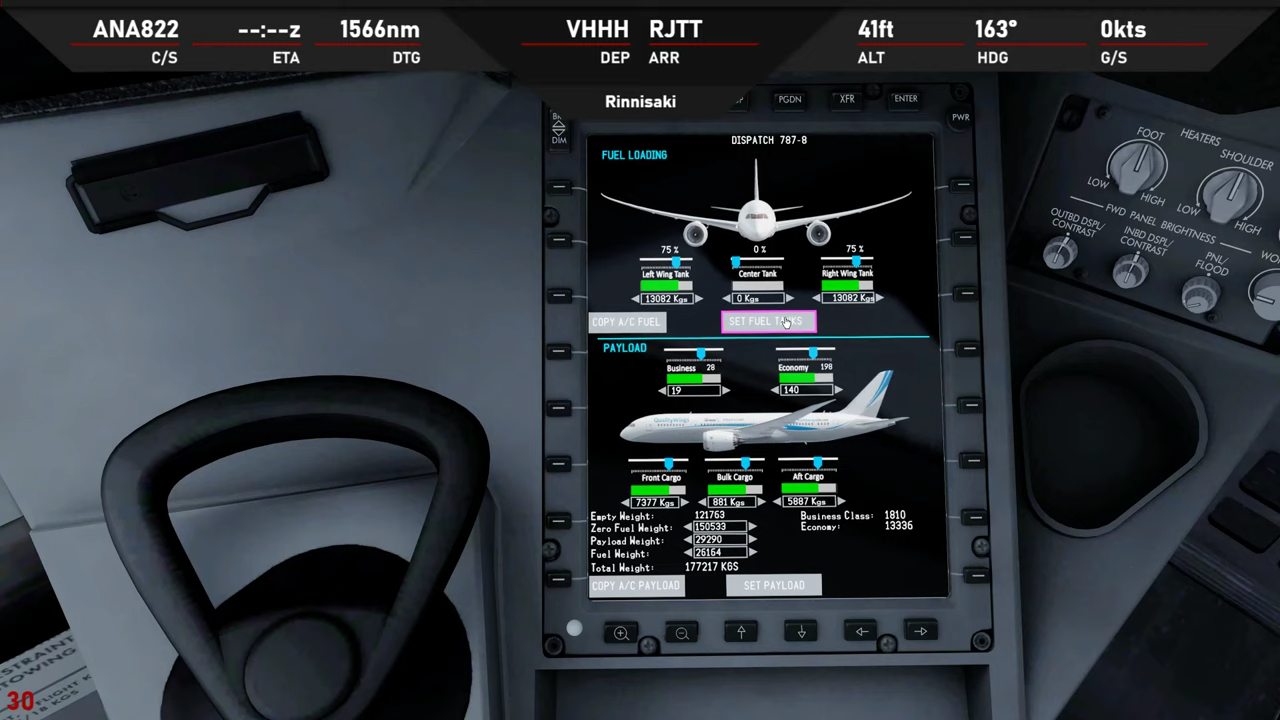 ANA822
--:--z
1566nm
VHHH
RJTT
41ft
163°
0kts
C/S
ETA
DTG
DEP
ARR
ALT
HDG
G/S
Rinnisaki
PGDN
XFR
ENTER
PWR
DIM
DISPATCH 787-8
FUEL LOADING
75 %
0 %
75 %
Left Wing Tank
Center Tank
Right Wing Tank
13082 Kgs
0 Kgs
13082 Kgs
COPY A/C FUEL
SET FUEL TANKS
PAYLOAD
Business 28
Economy 198
19
140
QualityWings
Front Cargo
Bulk Cargo
Aft Cargo
7377 Kgs
881 Kgs
5887 Kgs
Empty Weight: 121763
Business Class: 1810
Zero Fuel Weight: 150533
Economy: 13336
Payload Weight: 29290
Fuel Weight: 26164
Total Weight: 177217 KGS
COPY A/C PAYLOAD
SET PAYLOAD
HEATERS
FOOT
SHOULDER
LOW
HIGH
LOW
HIGH
FWD PANEL BRIGHTNESS
OUTBD DSPL/
CONTRAST
INBD DSPL/
CONTRAST
PNL/
FLOOD
30